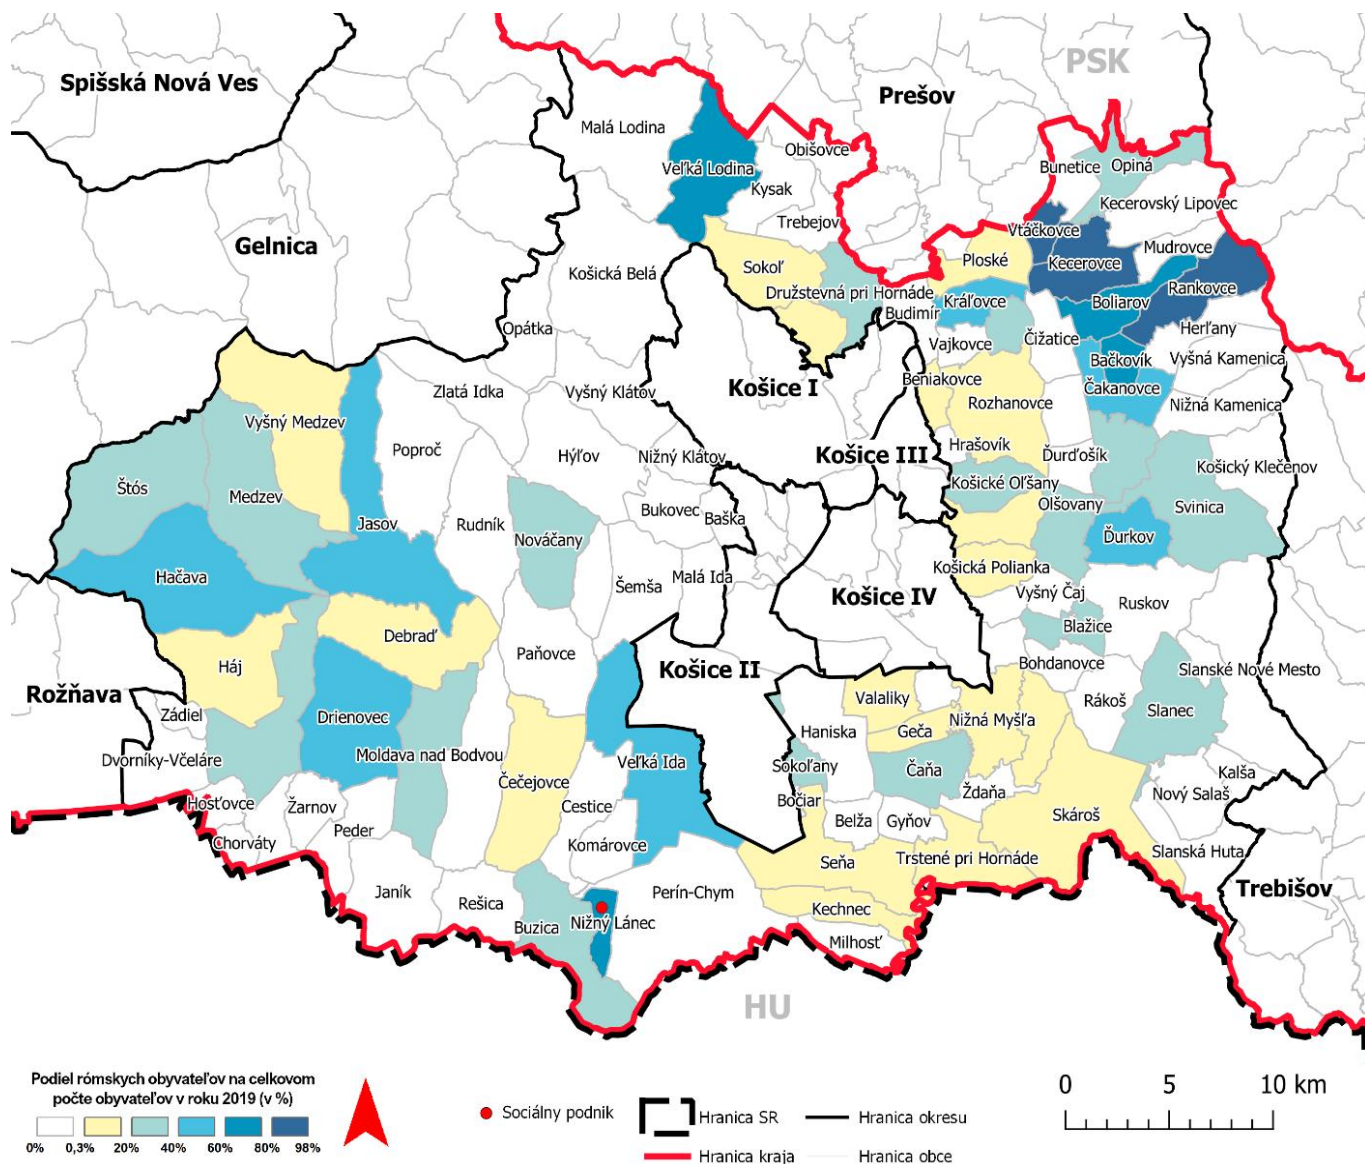 PSK
Spišská Nová Ves
Prešov
Malá Lodina
Obišovce
Veľká Lodina
Bunetice
Opiná
Kysak
Kecerovský Lipovec
Trebejov
Vtáčkovce
Gelnica
Mudrovce
Ploské
Kecerovce
Sokoľ
Košická Belá
Rankovce
Družstevná pri Hornáde
Kráľovce
Boliarov
Budimír
Opátka
Herľany
Vajkovce
Čižatice
Bačkovík
Vyšná Kamenica
Beniakovce
Košice I
Čakanovce
Zlatá Idka
Vyšný Klátov
Rozhanovce
Nižná Kamenica
Vyšný Medzev
Hrašovík
Poproč
Košice III
Hýľov
Nižný Klátov
Ďurďošík
Košický Klečenov
Štós
Košické Oľšany
Medzev
Olšovany
Svinica
Bukovec
Baška
Jasov
Rudník
Ďurkov
Nováčany
Košická Polianka
Hačava
Malá Ida
Šemša
Vyšný Čaj
Košice IV
Ruskov
Blažice
Debraď
Paňovce
Bohdanovce
Háj
Košice II
Slanské Nové Mesto
Rožňava
Valaliky
Rákoš
Zádiel
Drienovec
Nižná Myšľa
Slanec
Haniska
Geča
Moldava nad Bodvou
Dvorníky-Včeláre
Veľká Ida
Sokoľany
Čaňa
Čečejovce
Kalša
Ždaňa
Nový Salaš
Hosťovce
Žarnov
Cestice
Bočiar
Skároš
Belža
Gyňov
Peder
Chorváty
Komárovce
Slanská Huta
Seňa
Trstené pri Hornáde
Trebišov
Janík
Rešica
Perín-Chym
Kechnec
Buzica
Nižný Lánec
Milhosť
HU
Podiel rómskych obyvateľov na celkovom
počte obyvateľov v roku 2019 (v %)
0% 0,3% 20% 40% 60% 80% 98%
Sociálny podnik
Hranica SR
Hranica okresu
Hranica kraja
Hranica obce
0 5 10 km